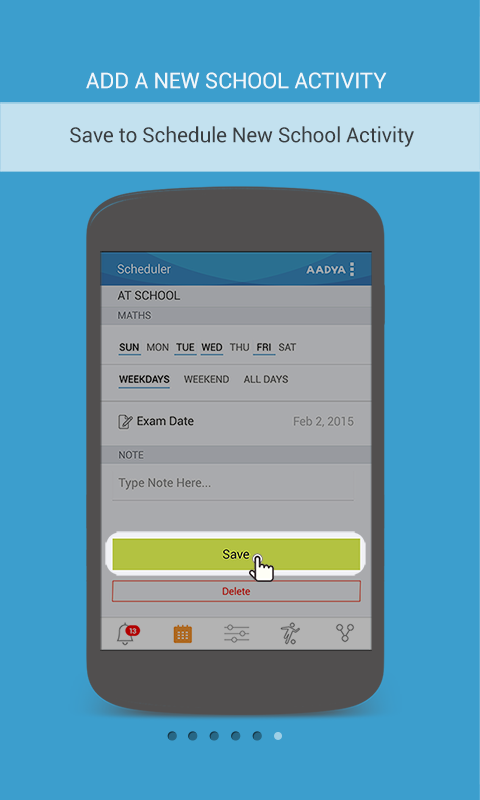 ADD A NEW SCHOOL ACTIVITY
Save to Schedule New School Activity
Scheduler AADYA
AT SCHOOL
MATHS
SUN MON TUE WED THU FRI SAT
WEEKDAYS WEEKEND ALL DAYS
Exam Date Feb 2, 2015
NOTE
Type Note Here...
Save
Delete
13